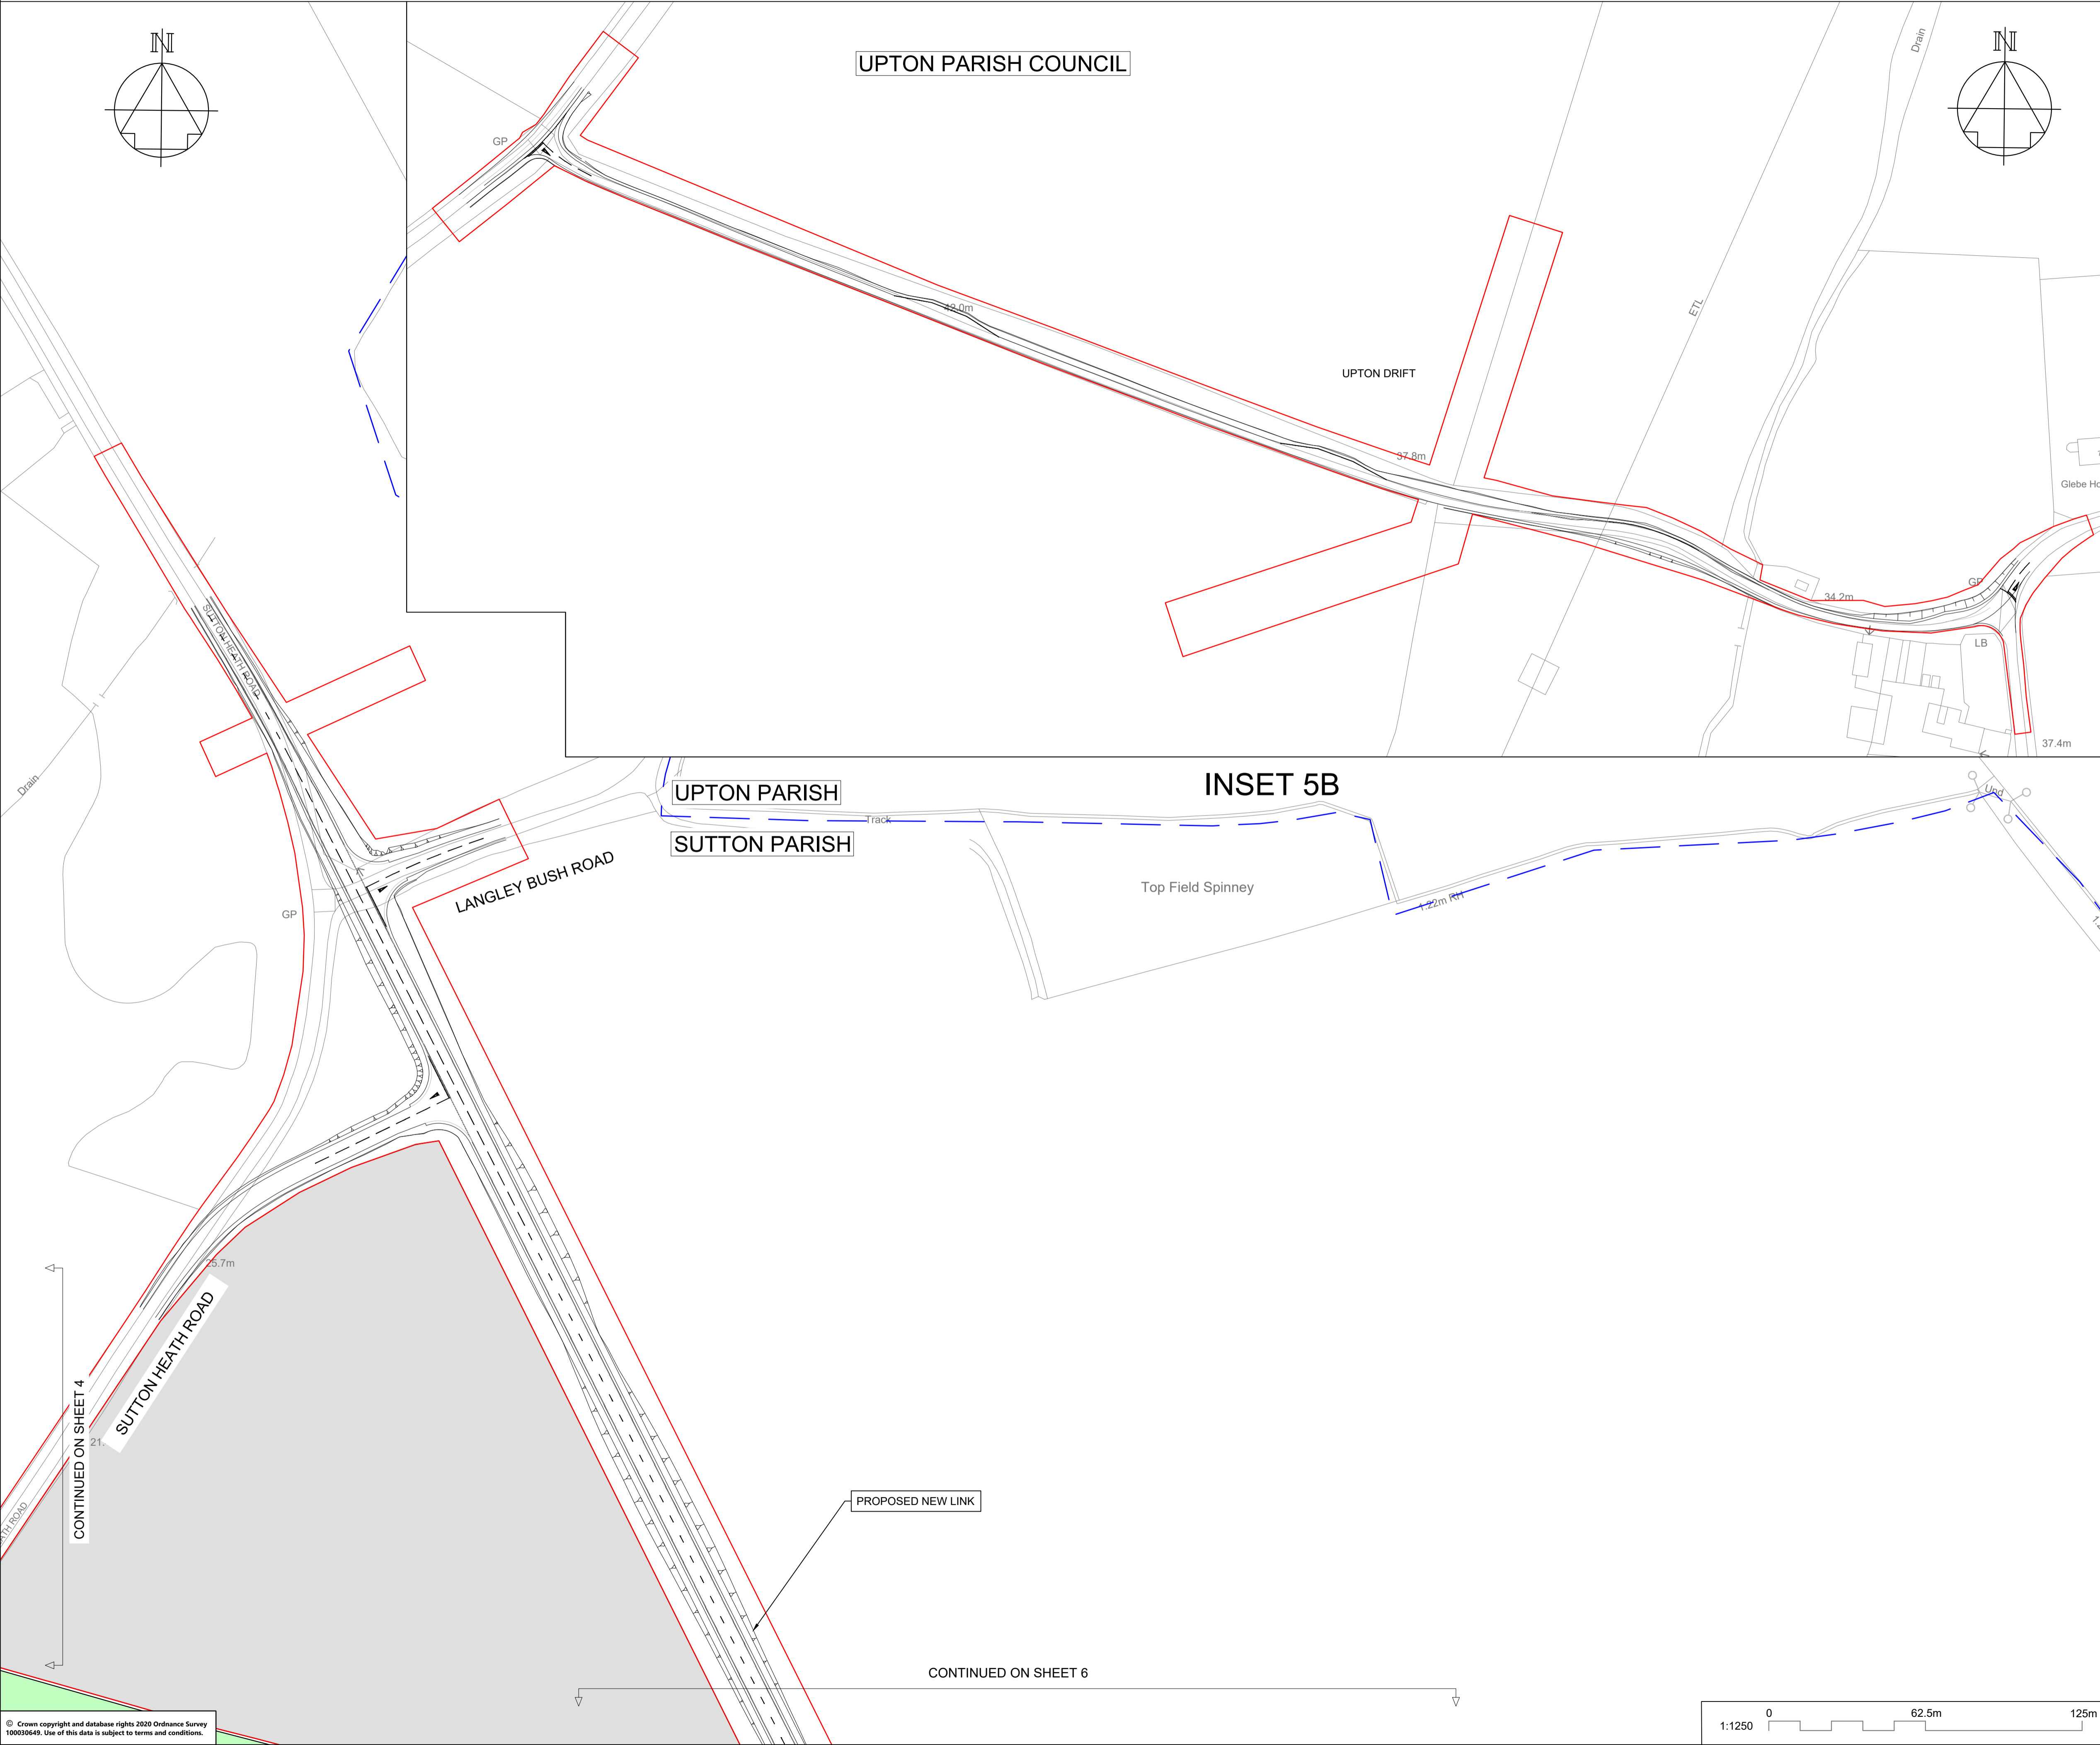 N
UPTON PARISH COUNCIL
Drain
N
GP
ETL
42.0m
UPTON DRIFT
37.8m
Glebe Ho
GP
34.2m
LB
37.4m
SUTTON HEATH ROAD
Drain
INSET 5B
UPTON PARISH
Track
SUTTON PARISH
Und
LANGLEY BUSH ROAD
Top Field Spinney
1.22m RH
GP
25.7m
SUTTON HEATH ROAD
CONTINUED ON SHEET 4
21.
ATH ROAD
PROPOSED NEW LINK
CONTINUED ON SHEET 6
© Crown copyright and database rights 2020 Ordnance Survey
100030649. Use of this data is subject to terms and conditions.
1:1250
0
62.5m
125m